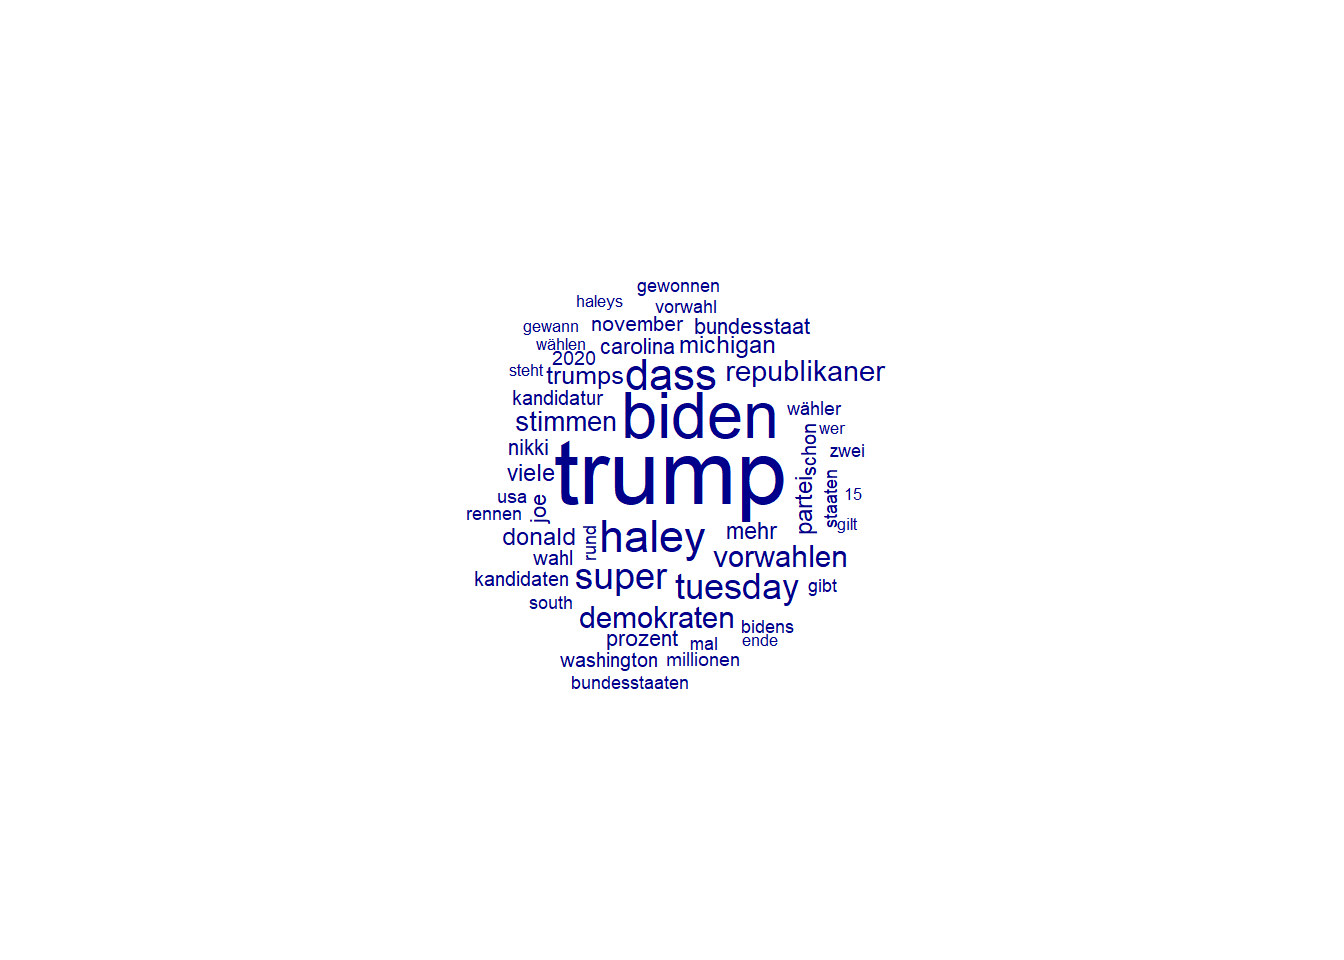 gewonnen
haleys
vorwahl
gewann
november
bundesstaat
wählen
carolina
michigan
2020
steht
trumps
dass
republikaner
kandidatur
biden
wähler
stimmen
wer
nikki
schon
zwei
viele
trump
partei
staaten
15
usa
joe
rennen
gilt
donald
rund
haley
mehr
wahl
vorwahlen
kandidaten
super
tuesday
gibt
south
demokraten
bidens
prozent
mal
ende
washington
millionen
bundesstaaten